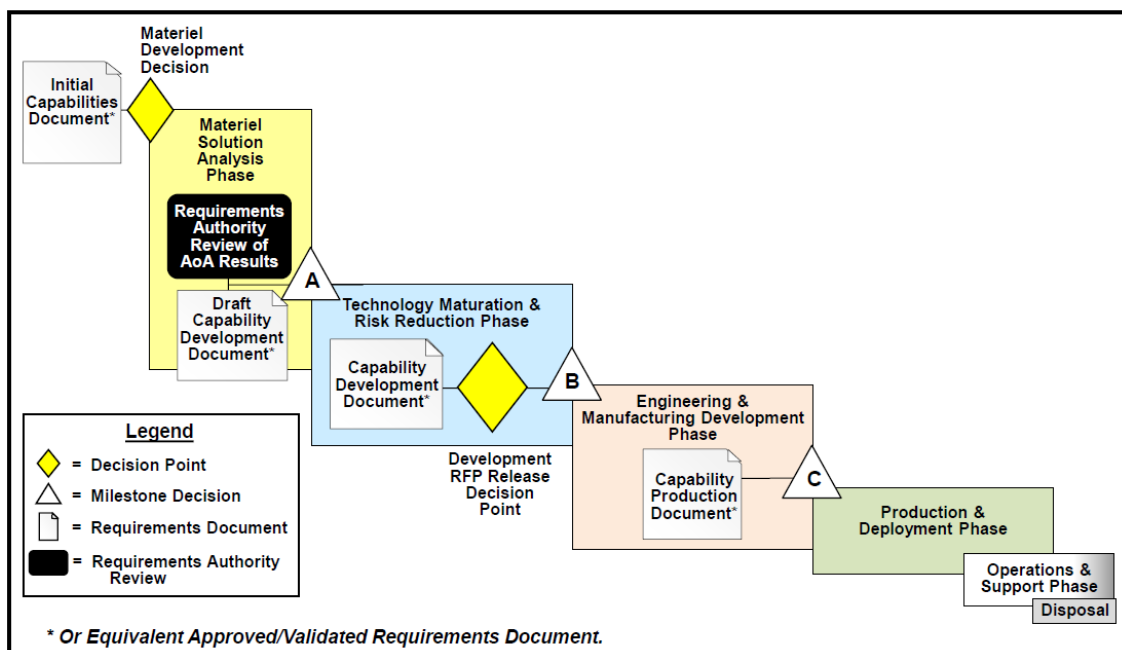 Materiel
Development
Decision
Initial
Capabilities
Document*
Materiel
Solution
Analysis
Phase
Requirements
Authority
Review of
AoA Results
A
Draft
Capability
Development
Document*
Technology Maturation &
Risk Reduction Phase
Capability
Development
Document*
B
Development
RFP Release
Decision
Point
Engineering &
Manufacturing Development
Phase
Capability
Production
Document*
C
Production &
Deployment Phase
Operations &
Support Phase
Disposal
Legend
= Decision Point
= Milestone Decision
= Requirements Document
= Requirements Authority
Review
* Or Equivalent Approved/Validated Requirements Document.